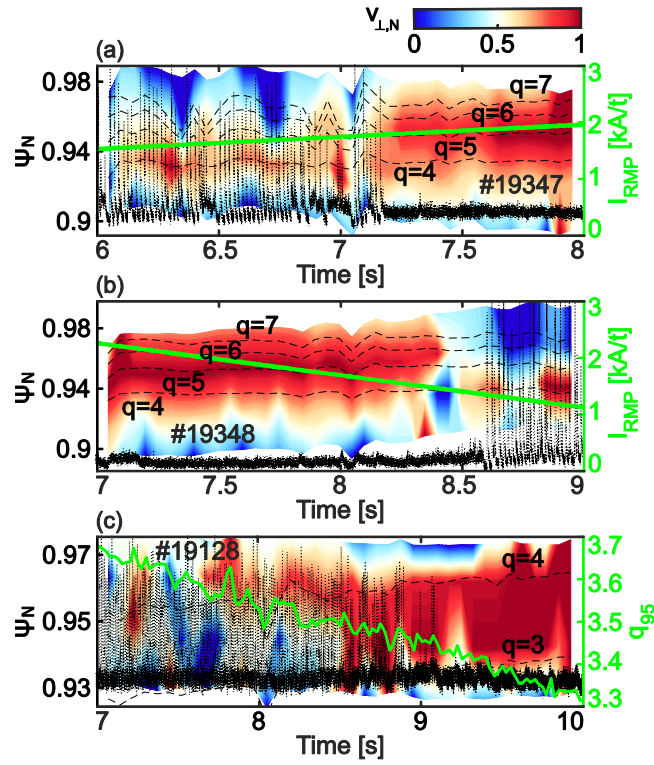 V⊥,N
0 0.5 1
(a)
0.98
0.94
0.9
ΨN
q=7
q=6
q=5
q=4
#19347
3
2
1
0
I_RMP [kA/t]
6 6.5 7 7.5 8
Time [s]
(b)
0.98
0.94
0.9
ΨN
q=7
q=6
q=5
q=4
#19348
3
2
1
0
I_RMP [kA/t]
7 7.5 8 8.5 9
Time [s]
(c)
0.97
0.95
0.93
ΨN
#19128
q=4
q=3
3.7
3.6
3.5
3.4
3.3
q95
7 8 9 10
Time [s]